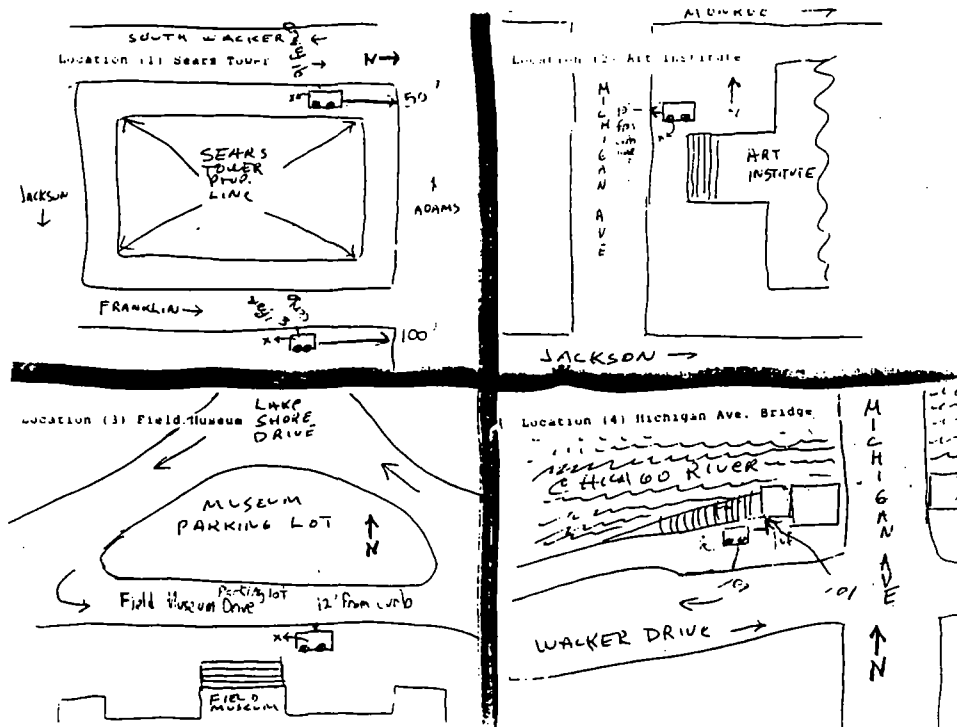 SOUTH WACKER
Location (1) Sears Tower
N
50'
SEARS
TOWER
PROP.
LINE
JACKSON
ADAMS
FRANKLIN
x
100'
MONROE
Location (2) Art Institute
MICHIGAN AVE
x
ART
INSTITUTE
JACKSON
Location (3) Field Museum
LAKE
SHORE
DRIVE
MUSEUM
PARKING LOT
N
Parking lot
Field Museum Drive
12' from curb
x
FIELD
MUSEUM
Location (4) Michigan Ave. Bridge
CHICAGO RIVER
MICHIGAN AVE
WACKER DRIVE
N